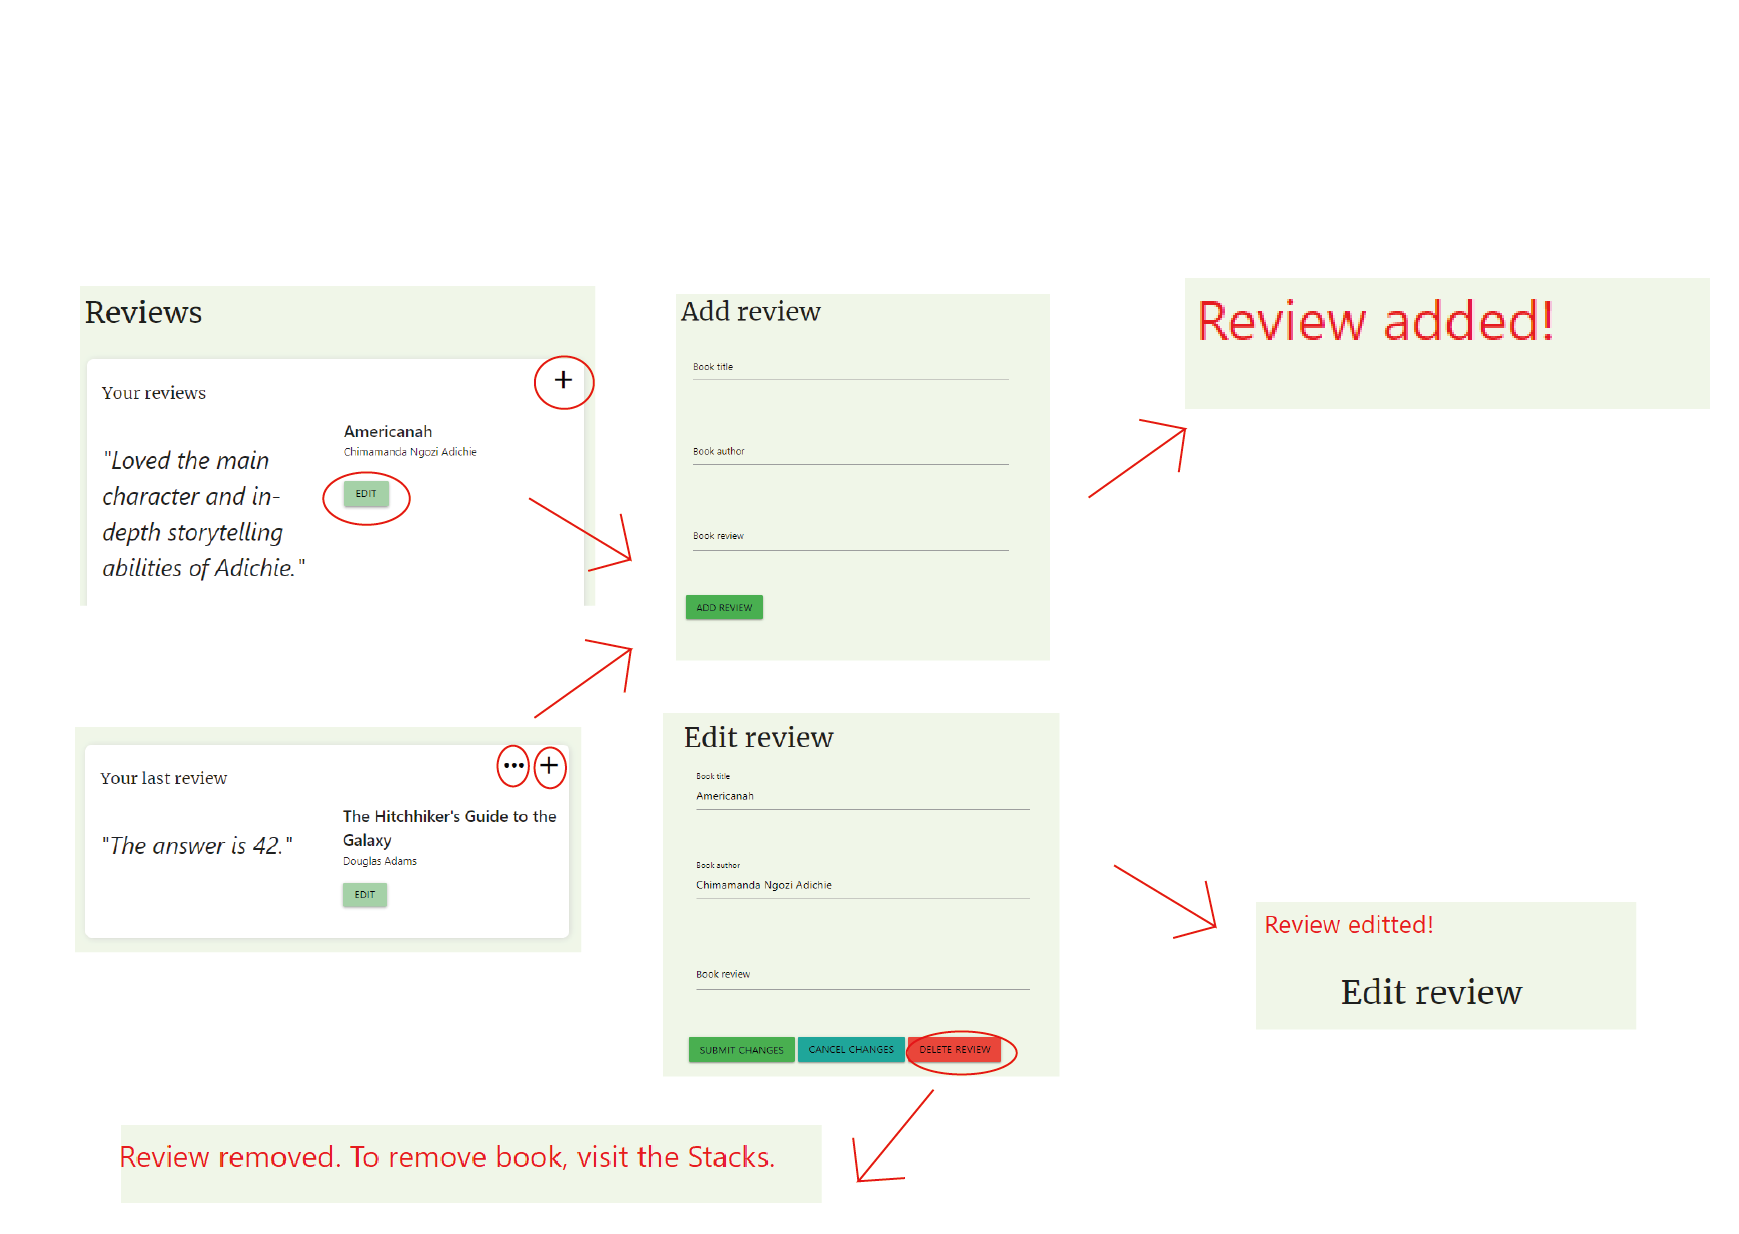 Reviews
Your reviews
+
"Loved the main
character and in-
depth storytelling
abilities of Adichie."
Americanah
Chimamanda Ngozi Adichie
EDIT
Add review
Book title
Book author
Book review
ADD REVIEW
Review added!
Your last review
... +
"The answer is 42."
The Hitchhiker's Guide to the
Galaxy
Douglas Adams
EDIT
Edit review
Book title
Americanah
Book author
Chimamanda Ngozi Adichie
Book review
SUBMIT CHANGES CANCEL CHANGES DELETE REVIEW
Review editted!
Edit review
Review removed. To remove book, visit the Stacks.